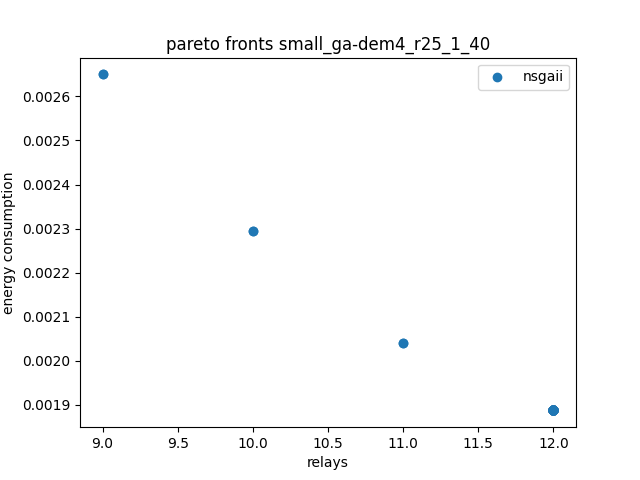 pareto fronts small_ga-dem4_r25_1_40
nsgaii
0.0026
0.0025
0.0024
0.0023
0.0022
0.0021
0.0020
0.0019
energy consumption
9.0 9.5 10.0 10.5 11.0 11.5 12.0
relays